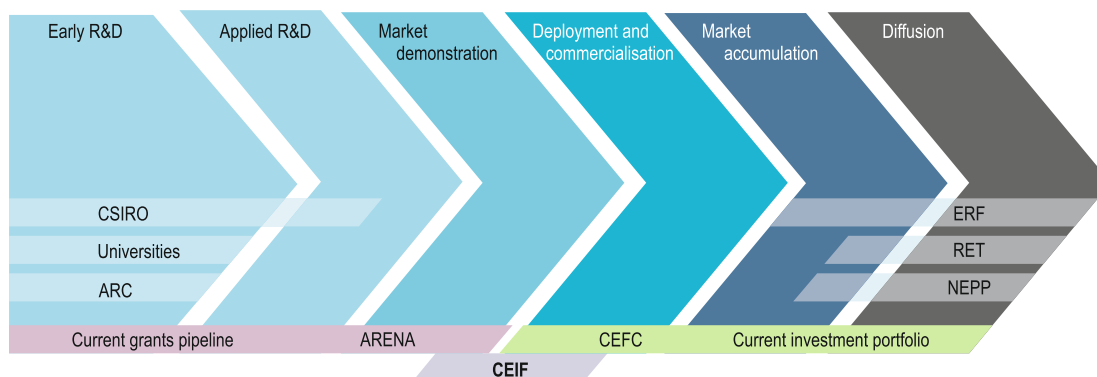 Early R&D
Applied R&D
Market
demonstration
Deployment and
commercialisation
Market
accumulation
Diffusion
CSIRO
ERF
Universities
RET
ARC
NEPP
Current grants pipeline
ARENA
CEFC
Current investment portfolio
CEIF